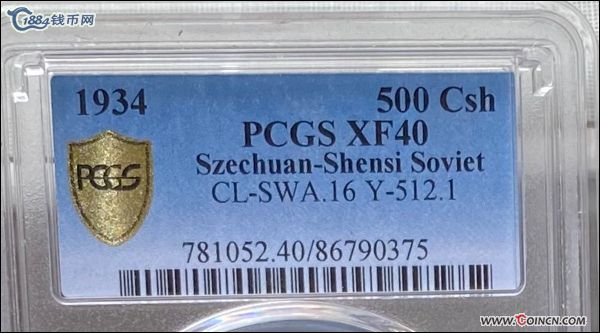 1884钱币网
1934 500 Csh
PCGS PCGS XF40
Szechuan-Shensi Soviet
CL-SWA.16 Y-512.1
781052.40/86790375
www.COINCN.com